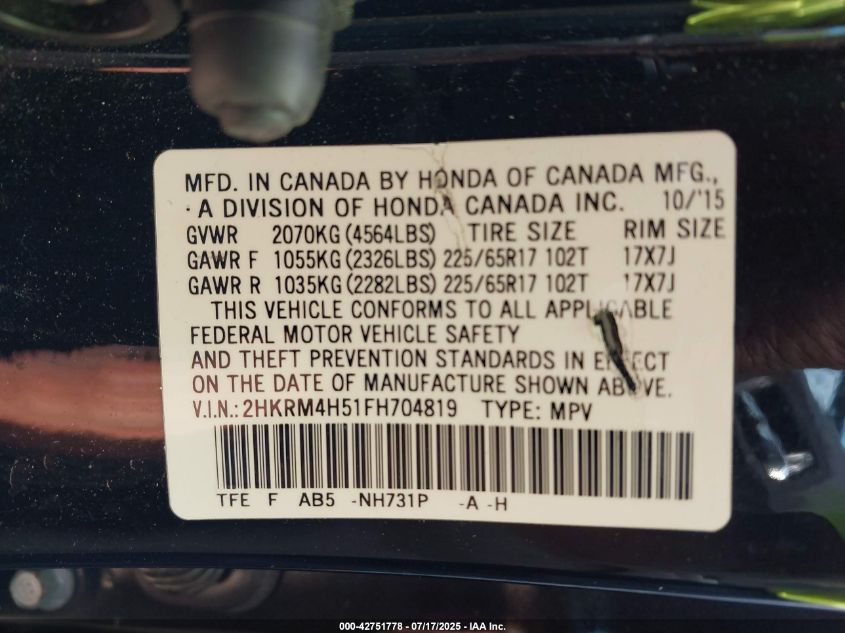 MFD. IN CANADA BY HONDA OF CANADA MFG.,
. A DIVISION OF HONDA CANADA INC. 10/'15
GVWR 2070KG (4564LBS) TIRE SIZE RIM SIZE
GAWR F 1055KG (2326LBS) 225/65R17 102T 17X7J
GAWR R 1035KG (2282LBS) 225/65R17 102T 17X7J
THIS VEHICLE CONFORMS TO ALL APPLICABLE
FEDERAL MOTOR VEHICLE SAFETY
AND THEFT PREVENTION STANDARDS IN EFFECT
ON THE DATE OF MANUFACTURE SHOWN ABOVE.
V.I.N.: 2HKRM4H51FH704819 TYPE: MPV
TFE F AB5 -NH731P -A -H
000-42751778 - 07/17/2025 - IAA Inc.